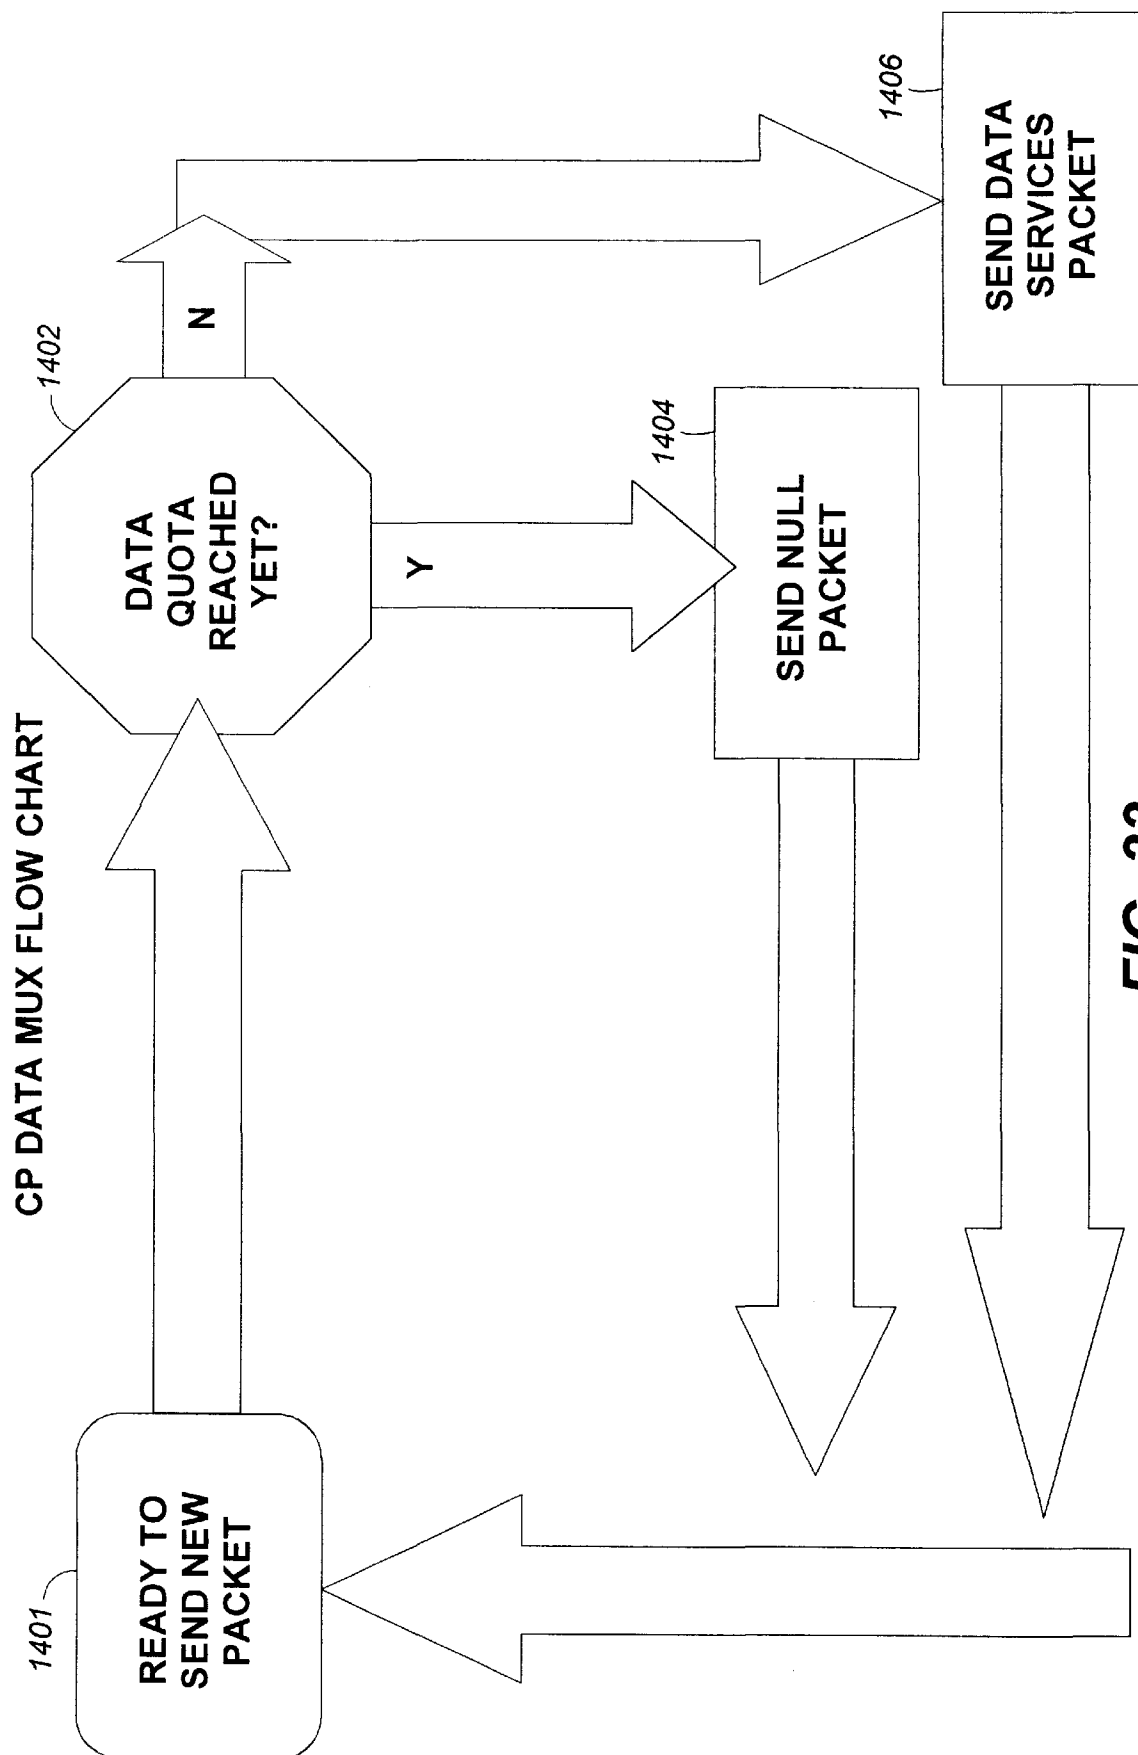 CP DATA MUX FLOW CHART
1401
READY TO
SEND NEW
PACKET
1402
DATA
QUOTA
REACHED
YET?
N
Y
1404
SEND NULL
PACKET
1406
SEND DATA
SERVICES
PACKET
FIG.